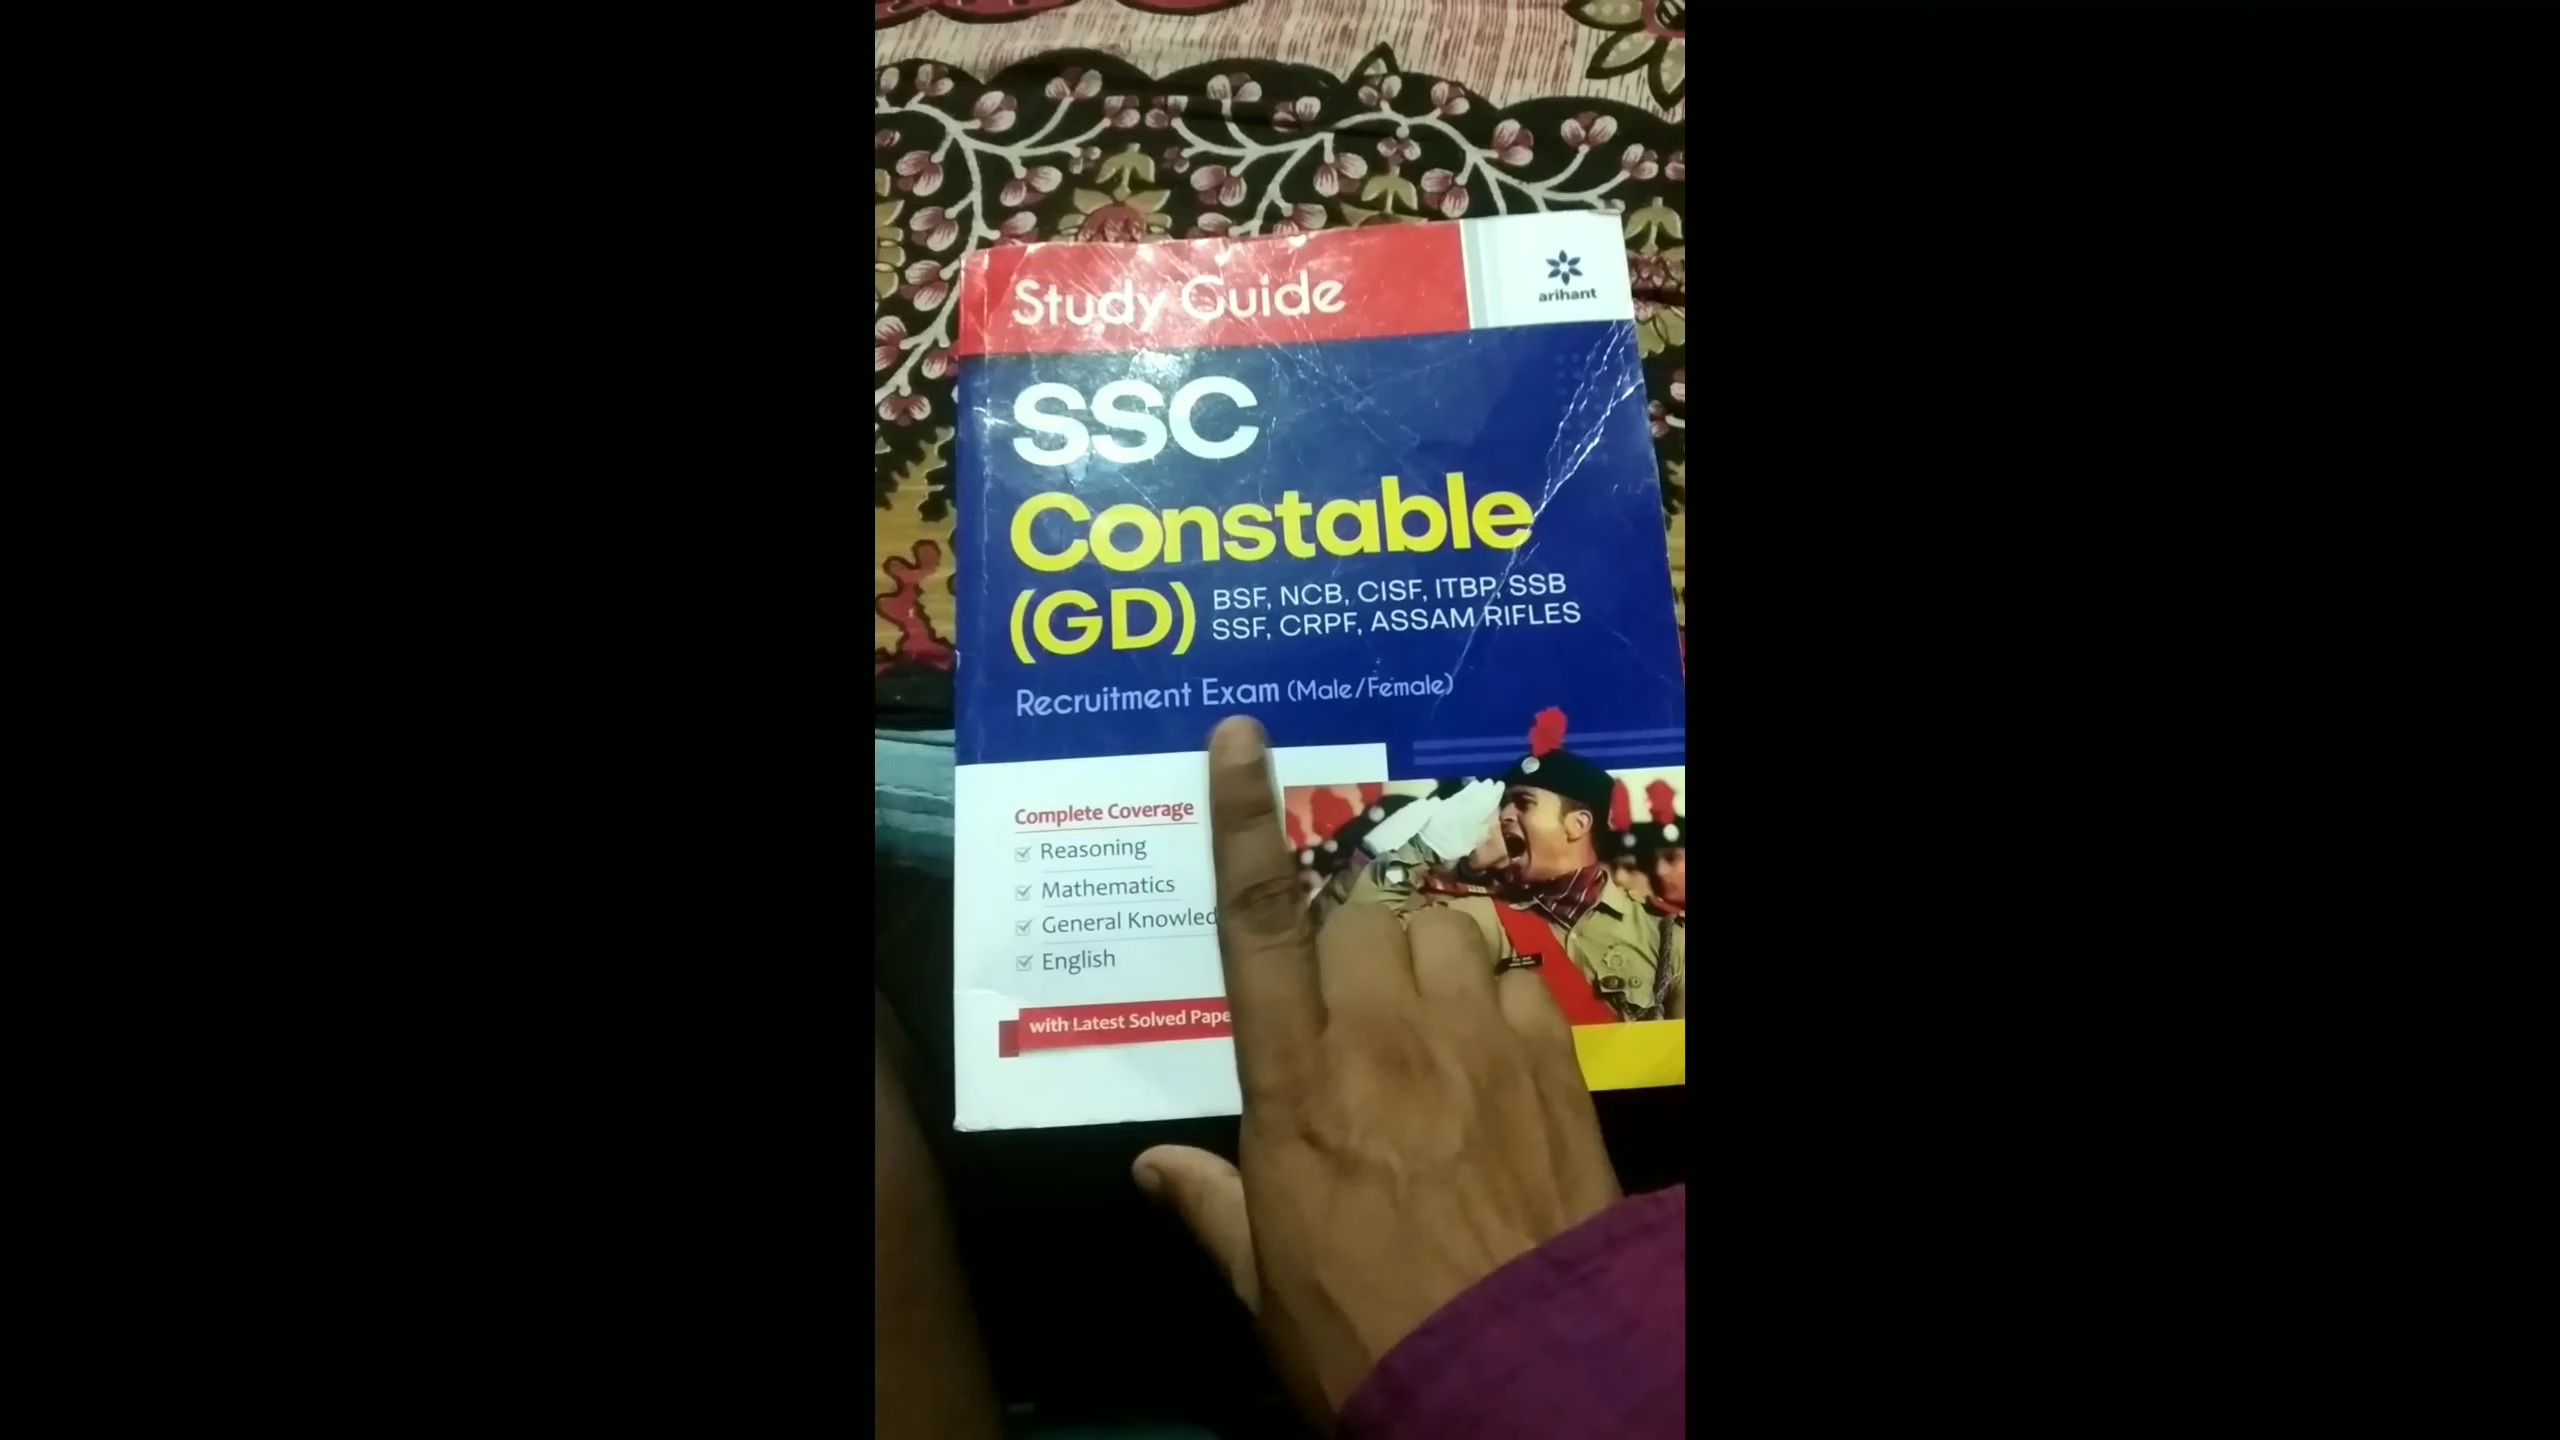 Study Guide
arihant
SSC
Constable
(GD)
BSF, NCB, CISF, ITBP, SSB
SSF, CRPF, ASSAM RIFLES
Recruitment Exam (Male/Female)
Complete Coverage
Reasoning
Mathematics
General Knowled
English
with Latest Solved Pape